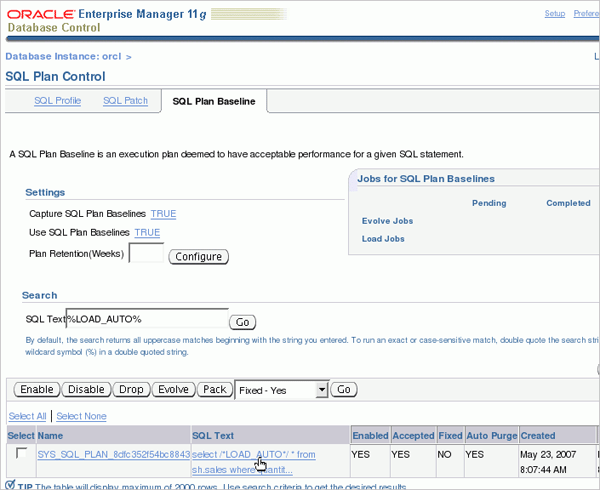 ORACLE Enterprise Manager 11g
Database Control
Setup Prefere
Database Instance: orcl >
L
SQL Plan Control
SQL Profile SQL Patch SQL Plan Baseline
A SQL Plan Baseline is an execution plan deemed to have acceptable performance for a given SQL statement.
Settings
Capture SQL Plan Baselines TRUE
Use SQL Plan Baselines TRUE
Plan Retention(Weeks) Configure
Jobs for SQL Plan Baselines
Pending Completed
Evolve Jobs
Load Jobs
Search
SQL Text %LOAD_AUTO% Go
By default, the search returns all uppercase matches beginning with the string you entered. To run an exact or case-sensitive match, double quote the search stri
wildcard symbol (%) in a double quoted string.
Enable Disable Drop Evolve Pack Fixed - Yes Go
Select All | Select None
Select Name SQL Text Enabled Accepted Fixed Auto Purge Created
SYS_SQL_PLAN_8dfc352f54bc8843 select /*LOAD_AUTO*/ * from YES YES NO YES May 23, 2007
sh.sales where antit... 8:07:44 AM
TIP The table will display maximum of 2000 rows. Use search criteria to get the desired results.